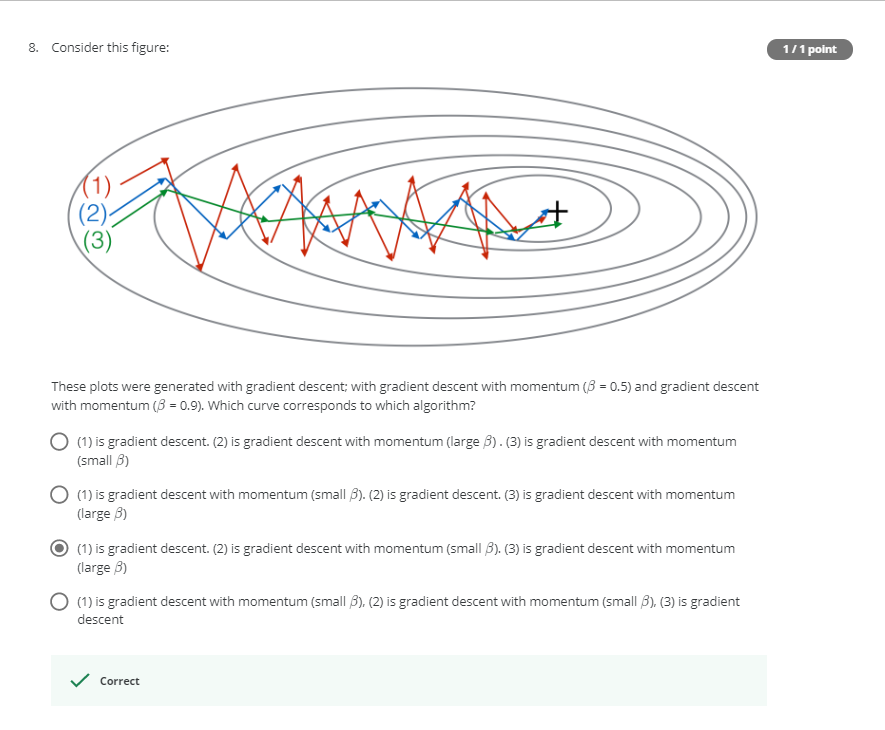 8. Consider this figure:
1 / 1 point
(1)
(2)
(3)
These plots were generated with gradient descent; with gradient descent with momentum (β = 0.5) and gradient descent
with momentum (β = 0.9). Which curve corresponds to which algorithm?
(1) is gradient descent. (2) is gradient descent with momentum (large β) . (3) is gradient descent with momentum
(small β)
(1) is gradient descent with momentum (small β). (2) is gradient descent. (3) is gradient descent with momentum
(large β)
(1) is gradient descent. (2) is gradient descent with momentum (small β). (3) is gradient descent with momentum
(large β)
(1) is gradient descent with momentum (small β), (2) is gradient descent with momentum (small β), (3) is gradient
descent
Correct